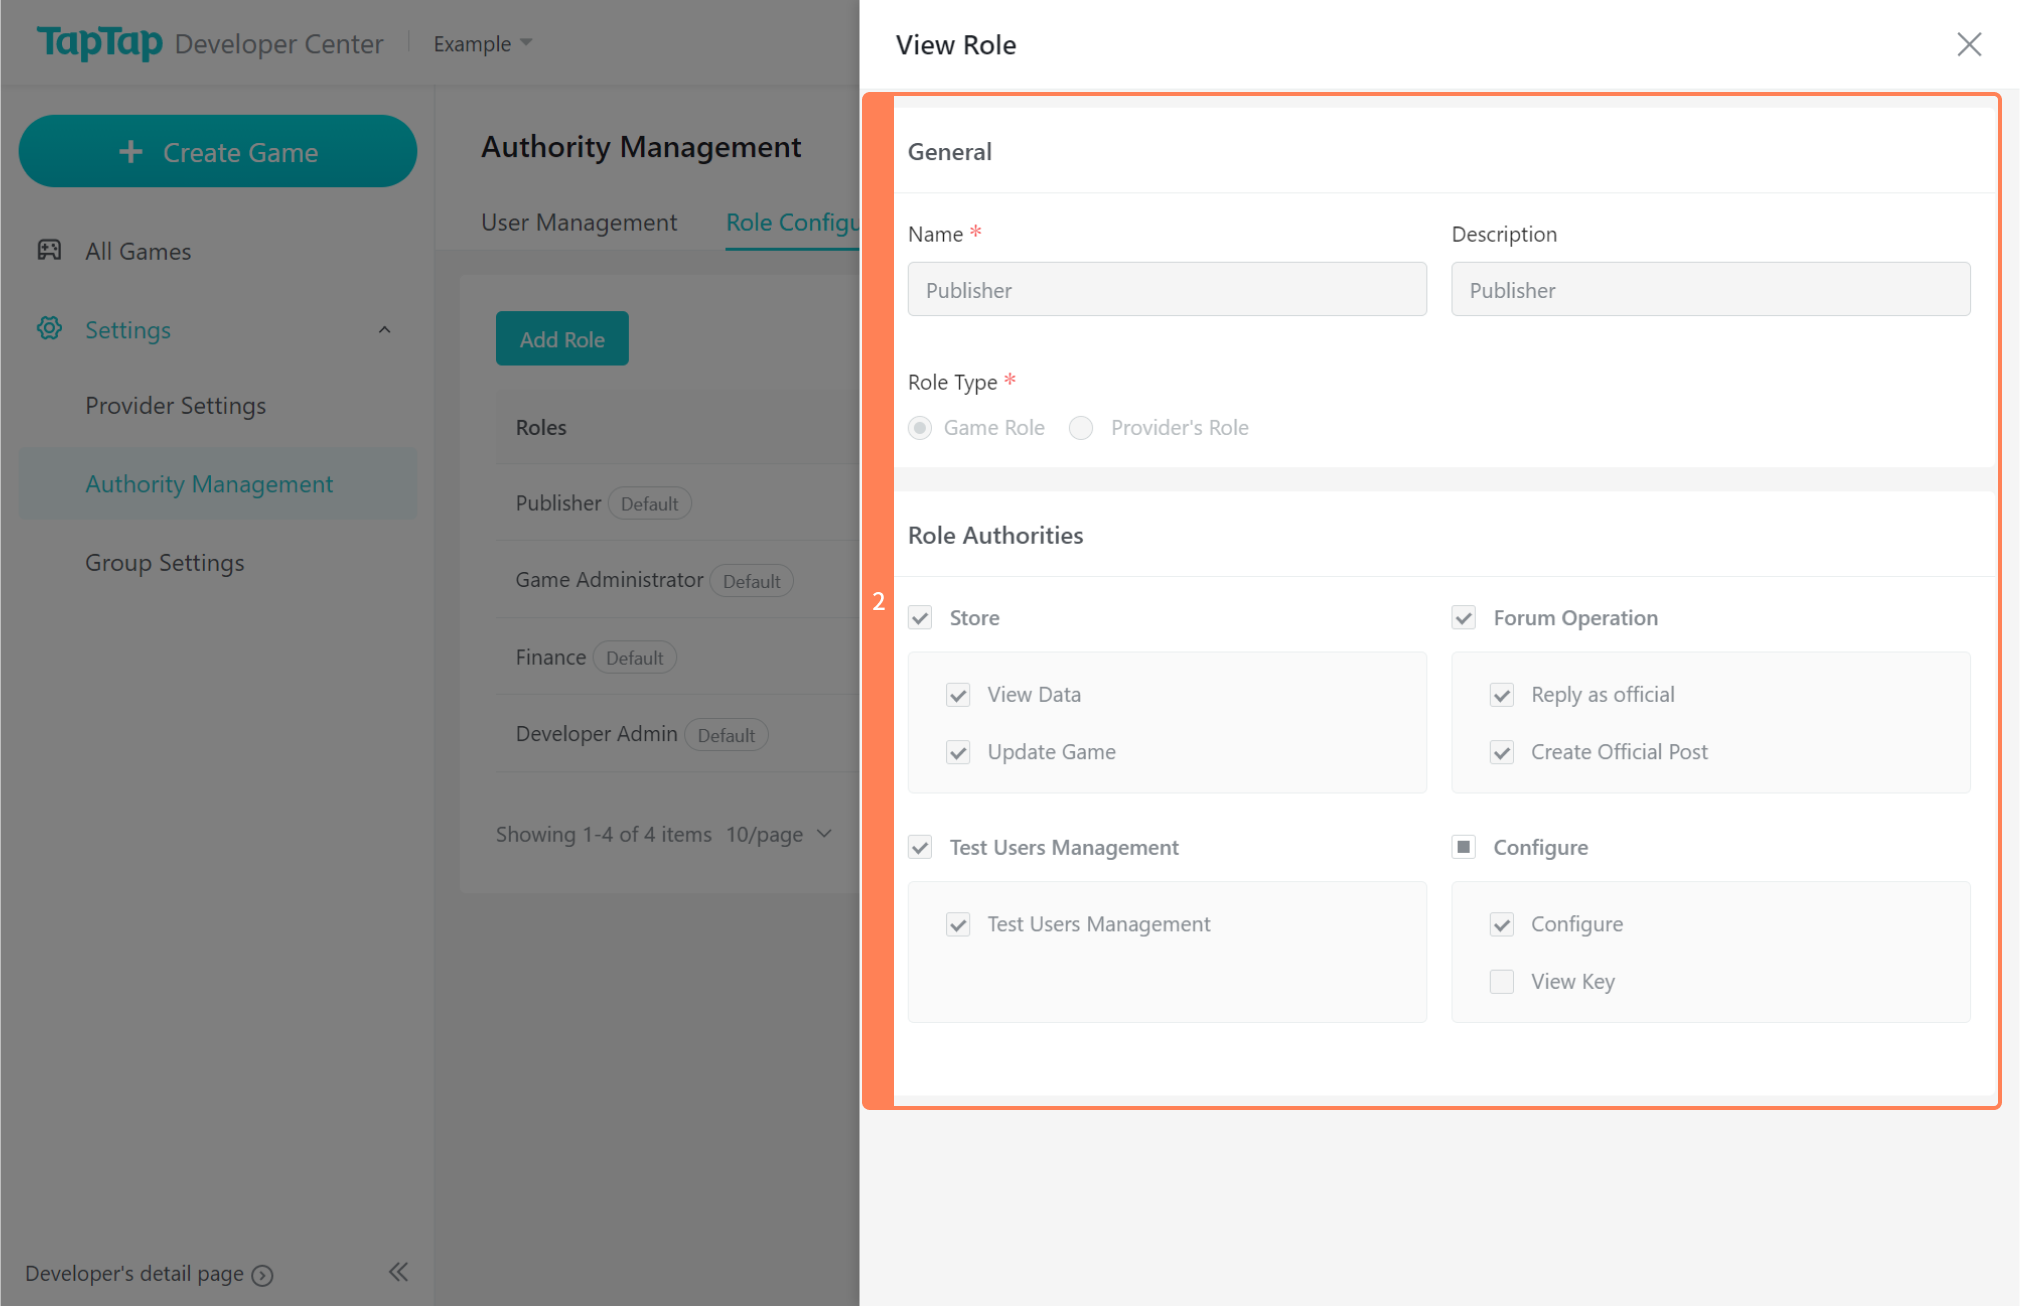 TapTap Developer Center
Example
Create Game
All Games
Settings
Provider Settings
Authority Management
Group Settings
Developer's detail page
Authority Management
User Management
Role Configu
Add Role
Roles
Publisher Default
Game Administrator Default
Finance Default
Developer Admin Default
Showing 1-4 of 4 items 10/page
View Role
2
General
Name *
Description
Publisher
Publisher
Role Type *
Game Role
Provider's Role
Role Authorities
Store
View Data
Update Game
Forum Operation
Reply as official
Create Official Post
Test Users Management
Test Users Management
Configure
Configure
View Key